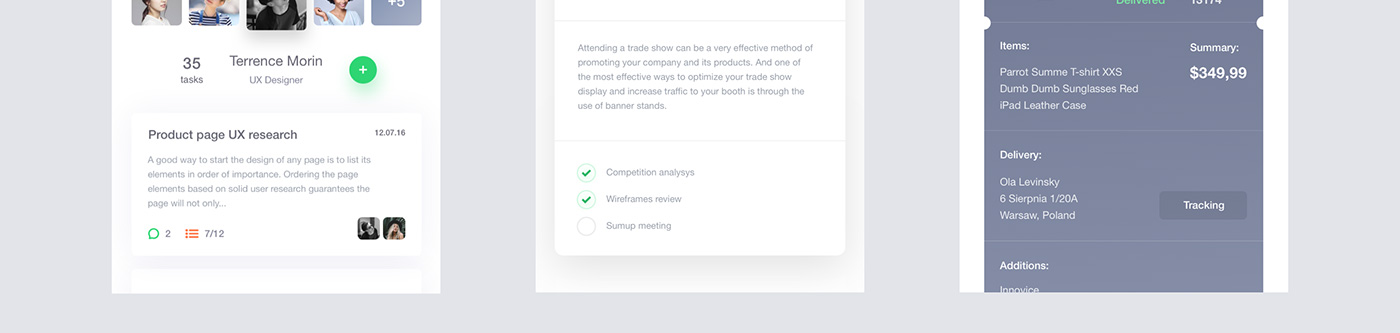 +5
35
tasks
Terrence Morin
UX Designer
+
Product page UX research
12.07.16
A good way to start the design of any page is to list its
elements in order of importance. Ordering the page
elements based on solid user research guarantees the
page will not only...
2
7/12
Attending a trade show can be a very effective method of
promoting your company and its products. And one of
the most effective ways to optimize your trade show
display and increase traffic to your booth is through the
use of banner stands.
Competition analysys
Wireframes review
Sumup meeting
Delivered
13174
Items:
Parrot Summe T-shirt XXS
Dumb Dumb Sunglasses Red
iPad Leather Case
Summary:
$349,99
Delivery:
Ola Levinsky
6 Sierpnia 1/20A
Warsaw, Poland
Tracking
Additions:
Innovice